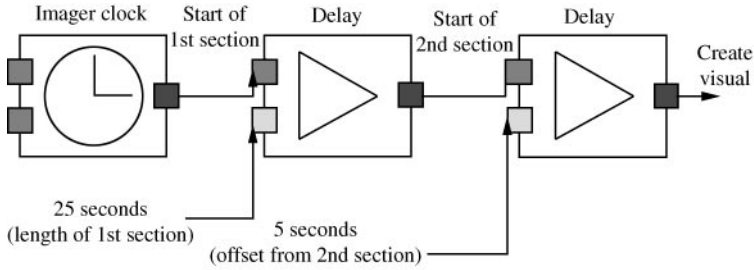 Imager clock
Start of
1st section
Delay
Start of
2nd section
Delay
Create
visual
25 seconds
(length of 1st section)
5 seconds
(offset from 2nd section)